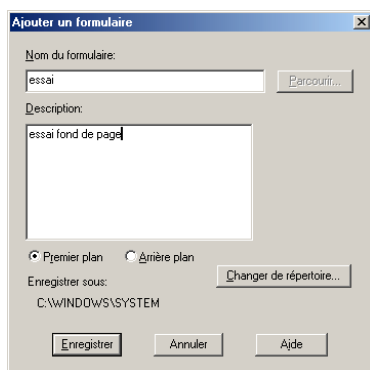 Ajouter un formulaire
Nom du formulaire:
essai
Parcourir...
Description:
essai fond de page
Premier plan
Arrière plan
Changer de répertoire...
Enregistrer sous:
C:\WINDOWS\SYSTEM
Enregistrer
Annuler
Ajde